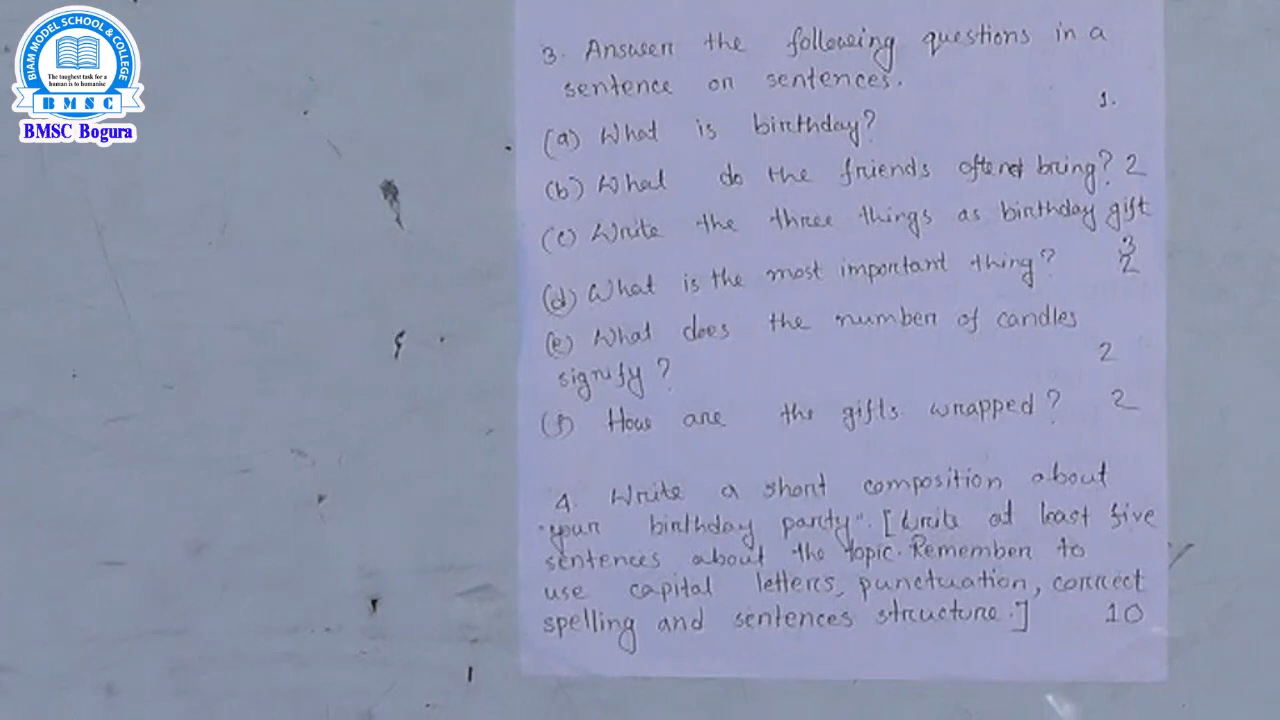 BIAM MODEL SCHOOL & COLLEGE
The toughest task for a
human is to humanise
B M S C
BMSC Bogura
3. Answer the following questions in a
sentence or sentences.
(a) What is birthday? 1.
(b) What do the friends often bring? 2
(c) Write the three things as birthday gift
3
(d) What is the most important thing? 2
(e) What does the number of candles
signify? 2
(f) How are the gifts wrapped? 2
4. Write a short composition about
"your birthday party". [Write at least five
sentences about the topic. Remember to
use capital letters, punctuation, correct
spelling and sentences structure.] 10